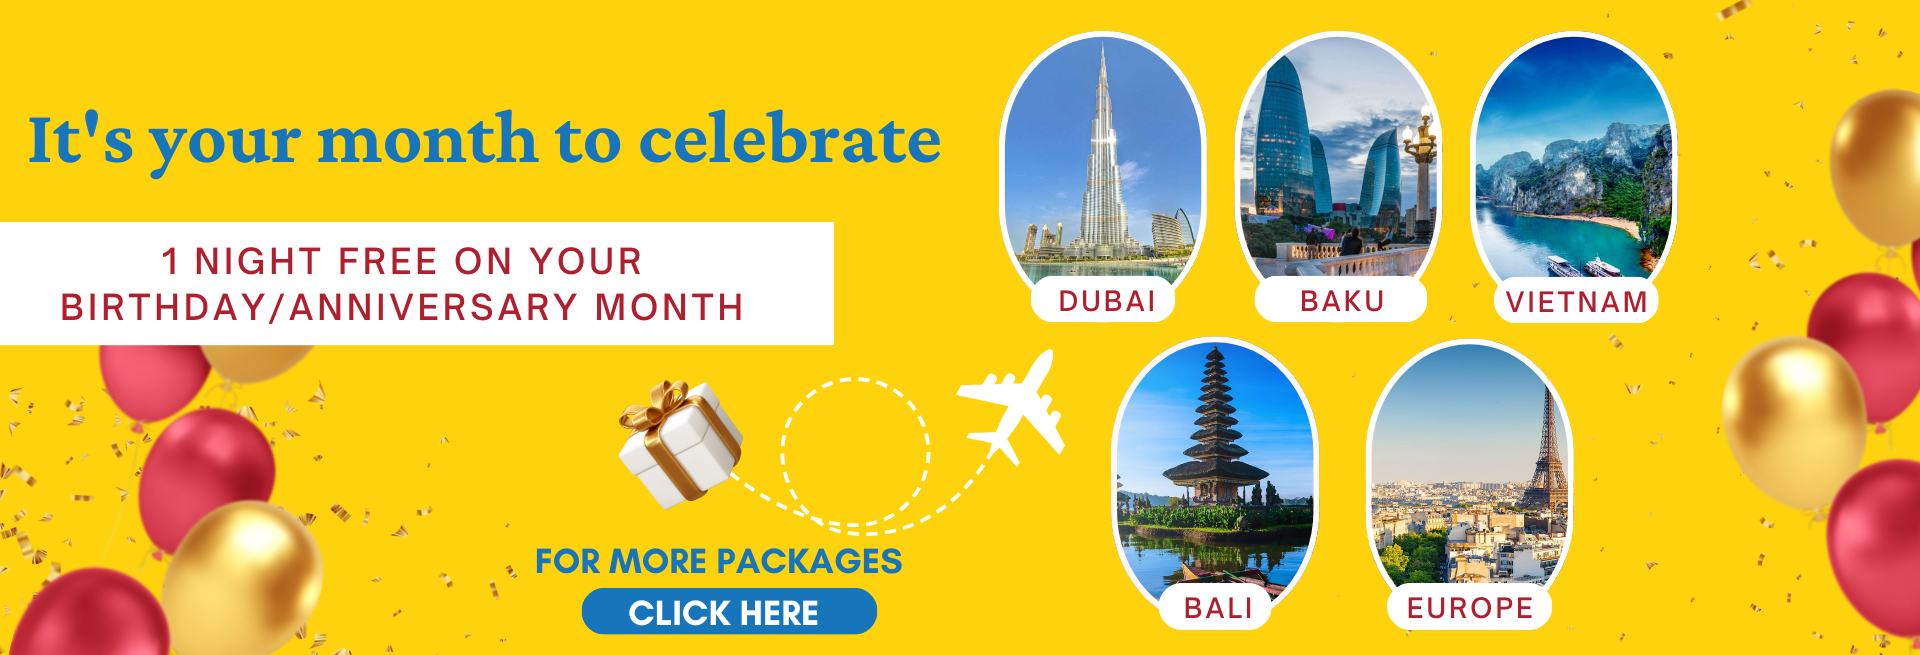 It's your month to celebrate
1 NIGHT FREE ON YOUR
BIRTHDAY/ANNIVERSARY MONTH
DUBAI
BAKU
VIETNAM
BALI
EUROPE
FOR MORE PACKAGES
CLICK HERE